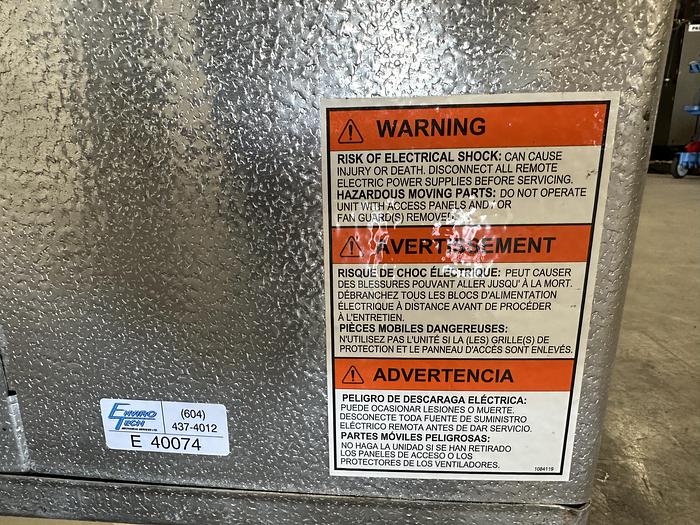 WARNING
RISK OF ELECTRICAL SHOCK: CAN CAUSE
INJURY OR DEATH. DISCONNECT ALL REMOTE
ELECTRIC POWER SUPPLIES BEFORE SERVICING.
HAZARDOUS MOVING PARTS: DO NOT OPERATE
UNIT WITH ACCESS PANELS AND / OR
FAN GUARD(S) REMOVED.
AVERTISSEMENT
RISQUE DE CHOC ÉLECTRIQUE: PEUT CAUSER
DES BLESSURES POUVANT ALLER JUSQU' À LA MORT.
DÉBRANCHEZ TOUS LES BLOCS D'ALIMENTATION
ÉLECTRIQUE À DISTANCE AVANT DE PROCÉDER
À L'ENTRETIEN.
PIÈCES MOBILES DANGEREUSES:
N'UTILISEZ PAS L'UNITÉ SI LA (LES) GRILLE(S) DE
PROTECTION ET LE PANNEAU D'ACCÈS SONT ENLEVÉS.
ADVERTENCIA
PELIGRO DE DESCARAGA ELÉCTRICA:
PUEDE OCASIONAR LESIONES O MUERTE.
DESCONECTE TODA FUENTE DE SUMINISTRO
ELÉCTRICO REMOTA ANTES DE DAR SERVICIO.
PARTES MÓVILES PELIGROSAS:
NO HAGA LA UNIDAD SI SE HAN RETIRADO
LOS PANELES DE ACCESO O LOS
PROTECTORES DE LOS VENTILADORES.
1084119
ENVIRO
TECH
(604)
437-4012
E 40074